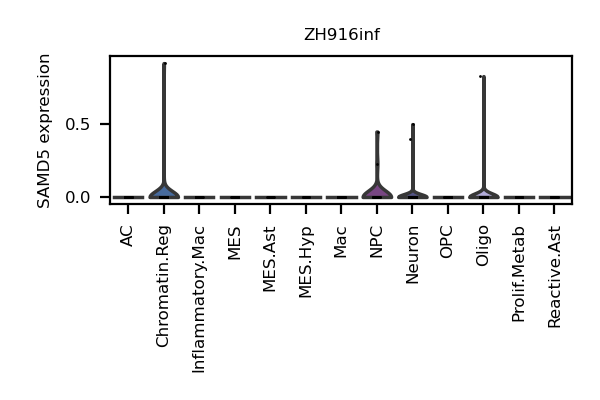 ZH916inf
SAMD5 expression
0.5
0.0
AC
Chromatin.Reg
Inflammatory.Mac
MES
MES.Ast
MES.Hyp
Mac
NPC
Neuron
OPC
Oligo
Prolif.Metab
Reactive.Ast